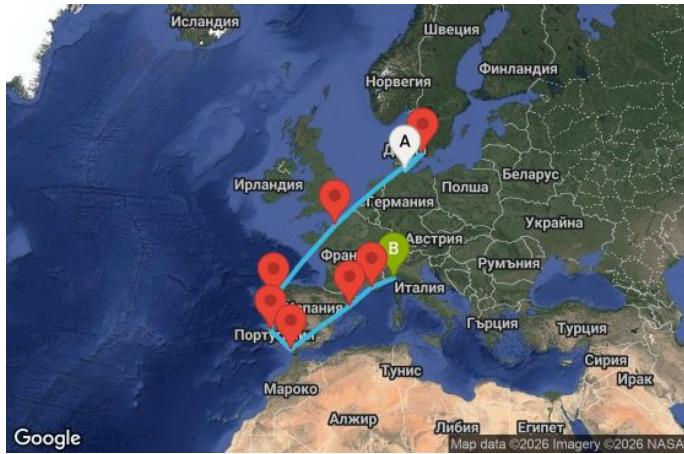 Исландия
Швеция
Финландия
Норвегия
A
Ирландия
Полша
Беларус
Германия
Украйна
Австрия
B
Румъния
Италия
Гърция
Турция
Сирия
Ирак
Тунис
Мароко
Алжир
Либия
Египет
Google
Map data ©2026 Imagery ©2026 NASA